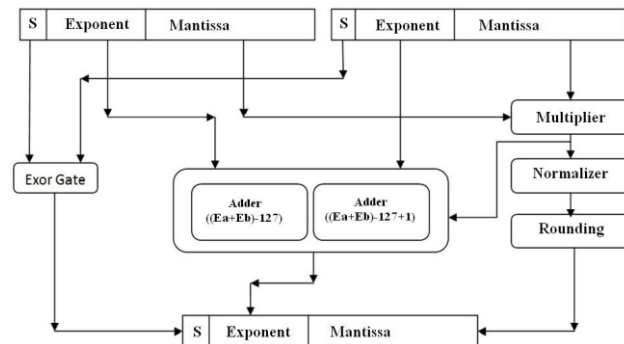 S Exponent Mantissa
S Exponent Mantissa
Multiplier
Exor Gate
Normalizer
Adder
((Ea+Eb)-127)
Adder
((Ea+Eb)-127+1)
Rounding
S Exponent Mantissa